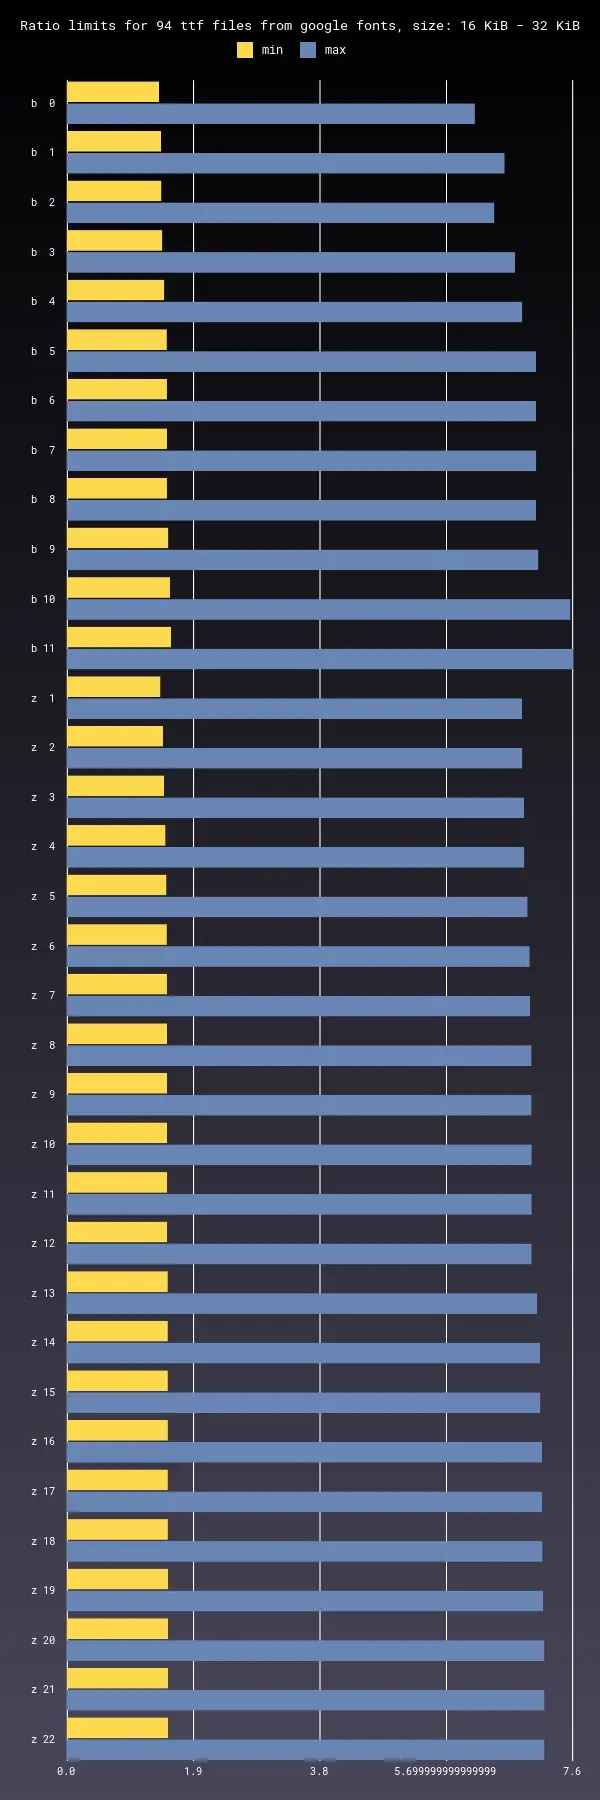 Ratio limits for 94 ttf files from google fonts, size: 16 KiB - 32 KiB
min max
b 0
b 1
b 2
b 3
b 4
b 5
b 6
b 7
b 8
b 9
b 10
b 11
z 1
z 2
z 3
z 4
z 5
z 6
z 7
z 8
z 9
z 10
z 11
z 12
z 13
z 14
z 15
z 16
z 17
z 18
z 19
z 20
z 21
z 22
0.0 1.9 3.8 5.699999999999999 7.6